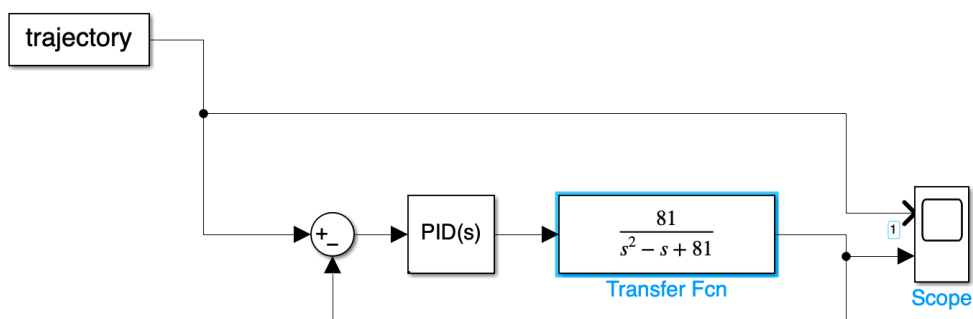 trajectory
+
−
PID(s)
81
s² − s + 81
Transfer Fcn
1
Scope